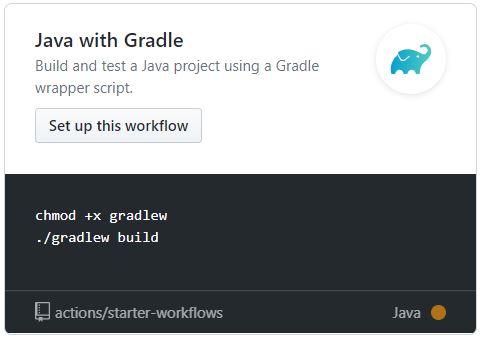 Java with Gradle
Build and test a Java project using a Gradle
wrapper script.
Set up this workflow
chmod +x gradlew
./gradlew build
actions/starter-workflows
Java